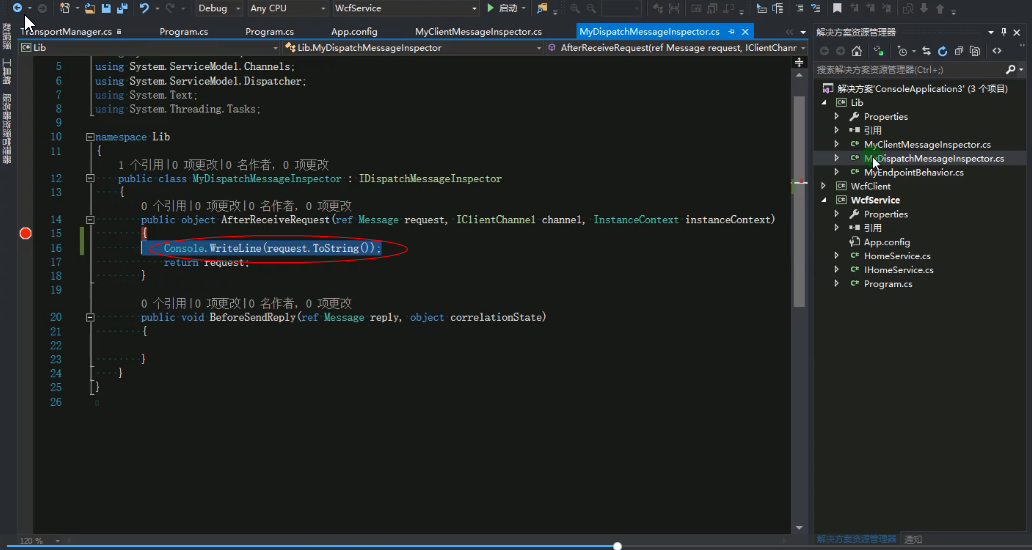 Debug
Any CPU
WcfService
启动
TransportManager.cs
Program.cs
Program.cs
App.config
MyClientMessageInspector.cs
MyDispatchMessageInspector.cs
Lib
Lib.MyDispatchMessageInspector
AfterReceiveRequest(ref Message request, IClientChanr
5 using System.ServiceModel.Channels;
6 using System.ServiceModel.Dispatcher;
7 using System.Text;
8 using System.Threading.Tasks;
9
10 namespace Lib
11 {
1 个引用|0 项更改|0 名作者, 0 项更改
12 public class MyDispatchMessageInspector : IDispatchMessageInspector
13 {
0 个引用|0 项更改|0 名作者, 0 项更改
14 public object AfterReceiveRequest(ref Message request, IClientChannel channel, InstanceContext instanceContext)
15 {
16 Console.WriteLine(request.ToString());
17 return request;
18 }
19
0 个引用|0 项更改|0 名作者, 0 项更改
20 public void BeforeSendReply(ref Message reply, object correlationState)
21 {
22
23 }
24 }
25 }
26
120 %
解决方案资源管理器
搜索解决方案资源管理器(Ctrl+;)
解决方案'ConsoleApplication3' (3 个项目)
Lib
Properties
引用
MyClientMessageInspector.cs
MyDispatchMessageInspector.cs
MyEndpointBehavior.cs
WcfClient
WcfService
Properties
引用
App.config
HomeService.cs
IHomeService.cs
Program.cs
解决方案资源管理器
通知
工具箱